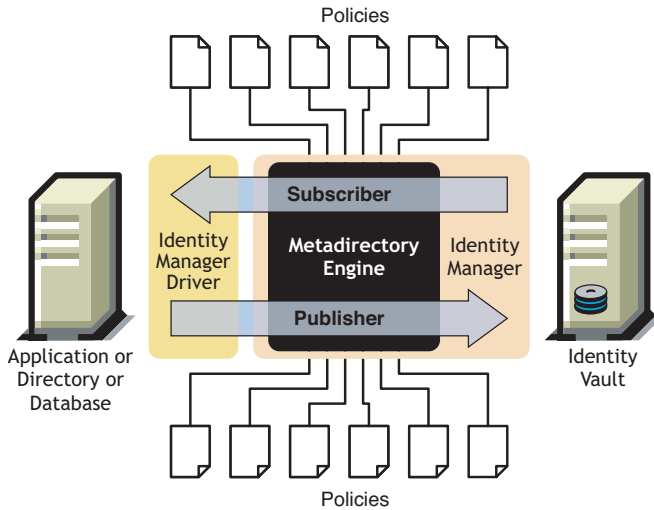 Policies
Subscriber
Identity
Manager
Driver
Metadirectory
Engine
Identity
Manager
Publisher
Application or
Directory or
Database
Identity
Vault
Policies